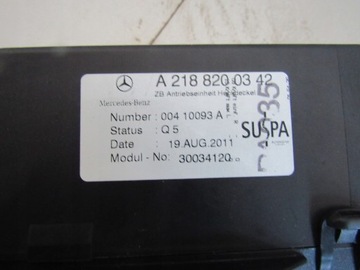 A 218 820 03 42
ZB Antriebseinheit Heckdeckel
Mercedes-Benz
Number : 004 10093 A
Status : Q 5
Date : 19.AUG.2011
Modul-No: 30034120
SUSPA